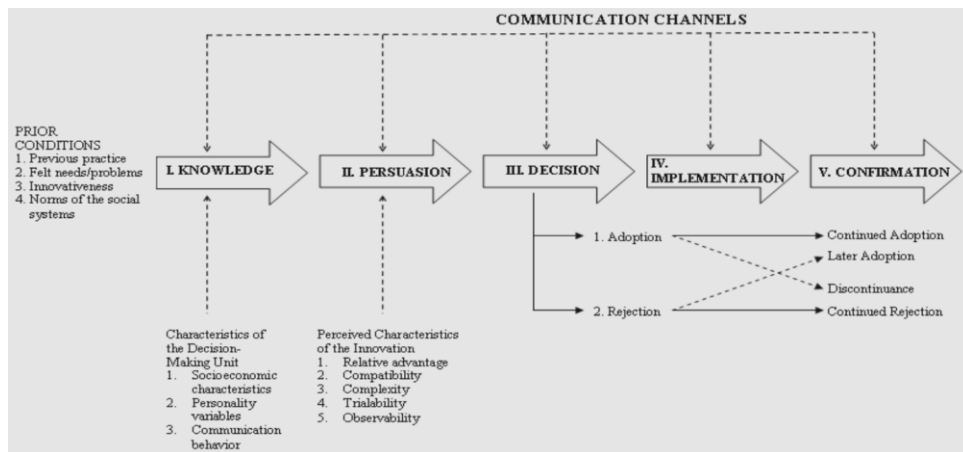 COMMUNICATION CHANNELS
PRIOR
CONDITIONS
1. Previous practice
2. Felt needs/problems
3. Innovativeness
4. Norms of the social
systems
I. KNOWLEDGE
II. PERSUASION
III. DECISION
IV.
IMPLEMENTATION
V. CONFIRMATION
1. Adoption
2. Rejection
Continued Adoption
Later Adoption
Discontinuance
Continued Rejection
Characteristics of
the Decision-
Making Unit
1. Socioeconomic
characteristics
2. Personality
variables
3. Communication
behavior
Perceived Characteristics
of the Innovation
1. Relative advantage
2. Compatibility
3. Complexity
4. Trialability
5. Observability